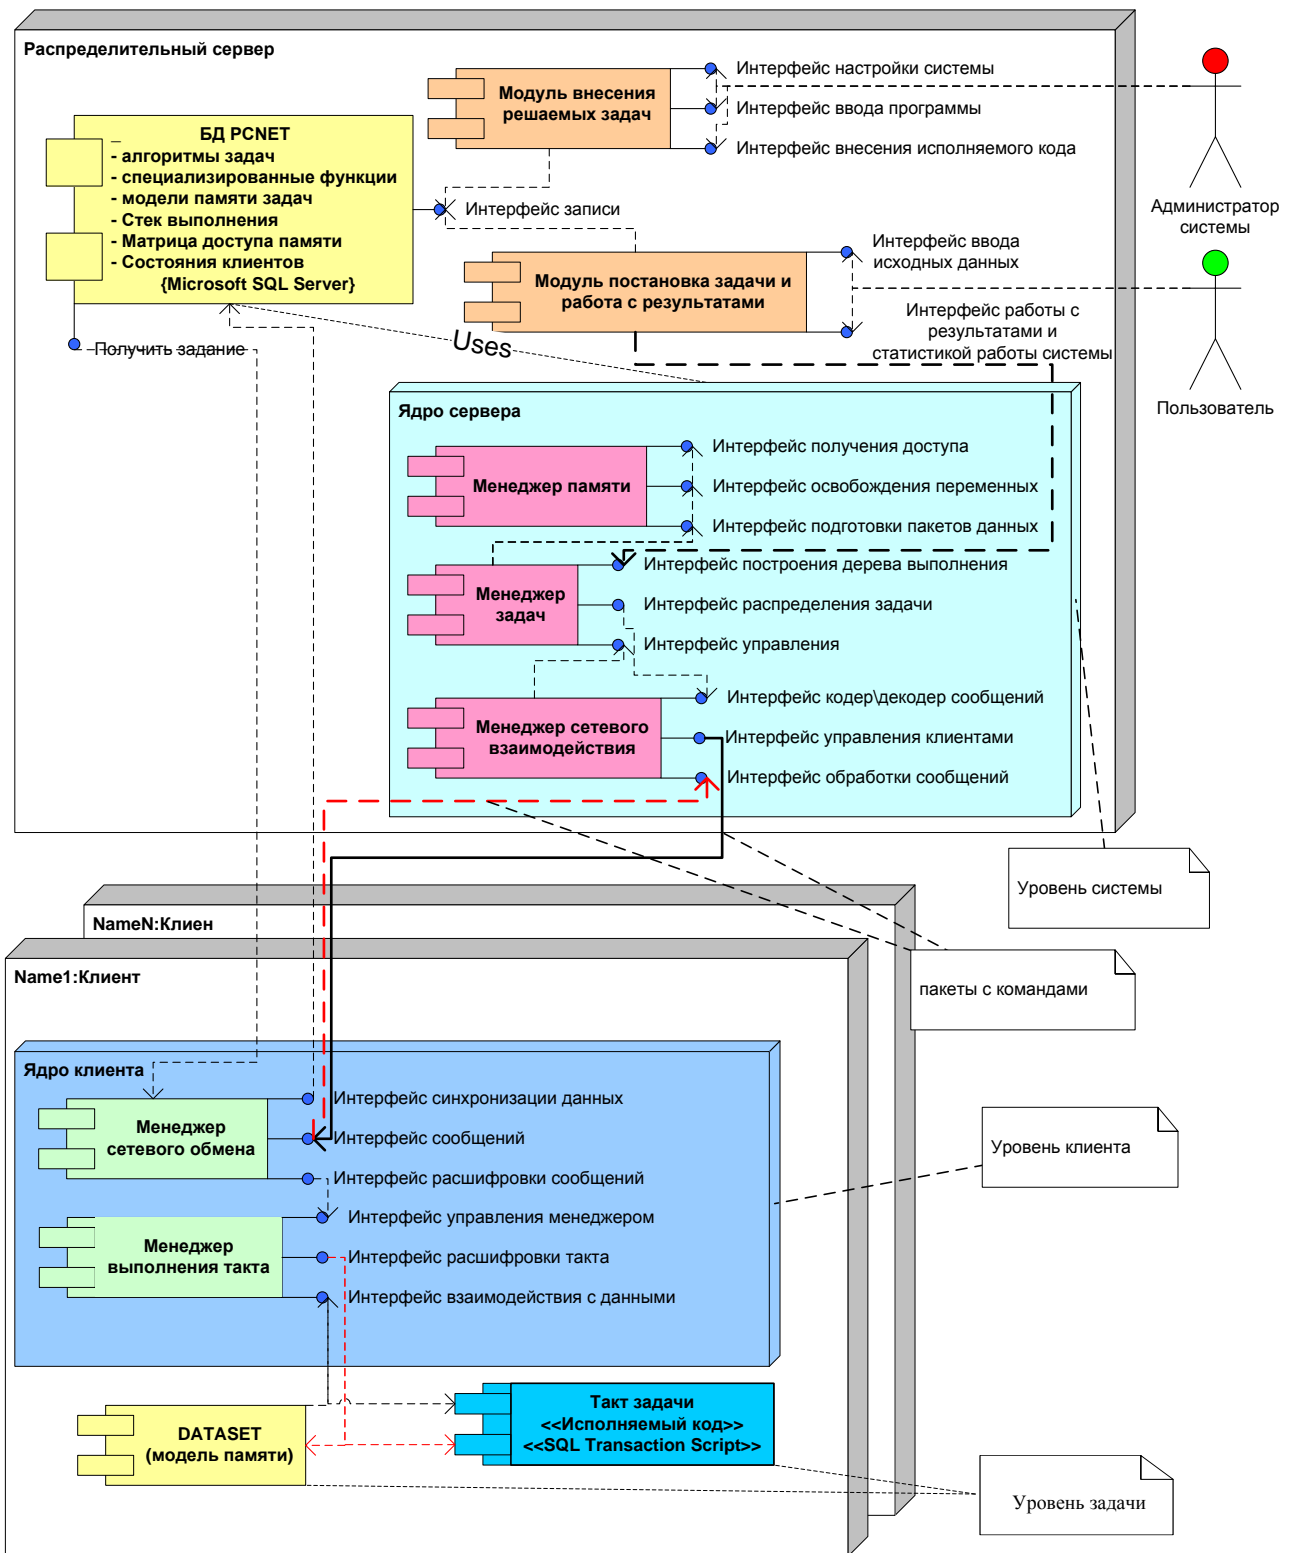 Распределительный сервер
Модуль внесения
решаемых задач
Интерфейс настройки системы
Интерфейс ввода программы
Интерфейс внесения исполняемого кода
Администратор
системы
_ БД PCNET
- алгоритмы задач
- специализированные функции
- модели памяти задач
- Стек выполнения
- Матрица доступа памяти
- Состояния клиентов
{Microsoft SQL Server}
Интерфейс записи
Получить задание
Модуль постановка задачи и
работа с результатами
Интерфейс ввода
исходных данных
Интерфейс работы с
результатами и
статистикой работы системы
Пользователь
Uses
Ядро сервера
Менеджер памяти
Интерфейс получения доступа
Интерфейс освобождения переменных
Интерфейс подготовки пакетов данных
Менеджер
задач
Интерфейс построения дерева выполнения
Интерфейс распределения задачи
Интерфейс управления
Менеджер сетевого
взаимодействия
Интерфейс кодер\декодер сообщений
Интерфейс управления клиентами
Интерфейс обработки сообщений
Уровень системы
NameN:Клиен
Name1:Клиент
пакеты с командами
Ядро клиента
Менеджер
сетевого обмена
Интерфейс синхронизации данных
Интерфейс сообщений
Интерфейс расшифровки сообщений
Уровень клиента
Менеджер
выполнения такта
Интерфейс управления менеджером
Интерфейс расшифровки такта
Интерфейс взаимодействия с данными
DATASET
(модель памяти)
Такт задачи
<<Исполняемый код>>
<<SQL Transaction Script>>
Уровень задачи